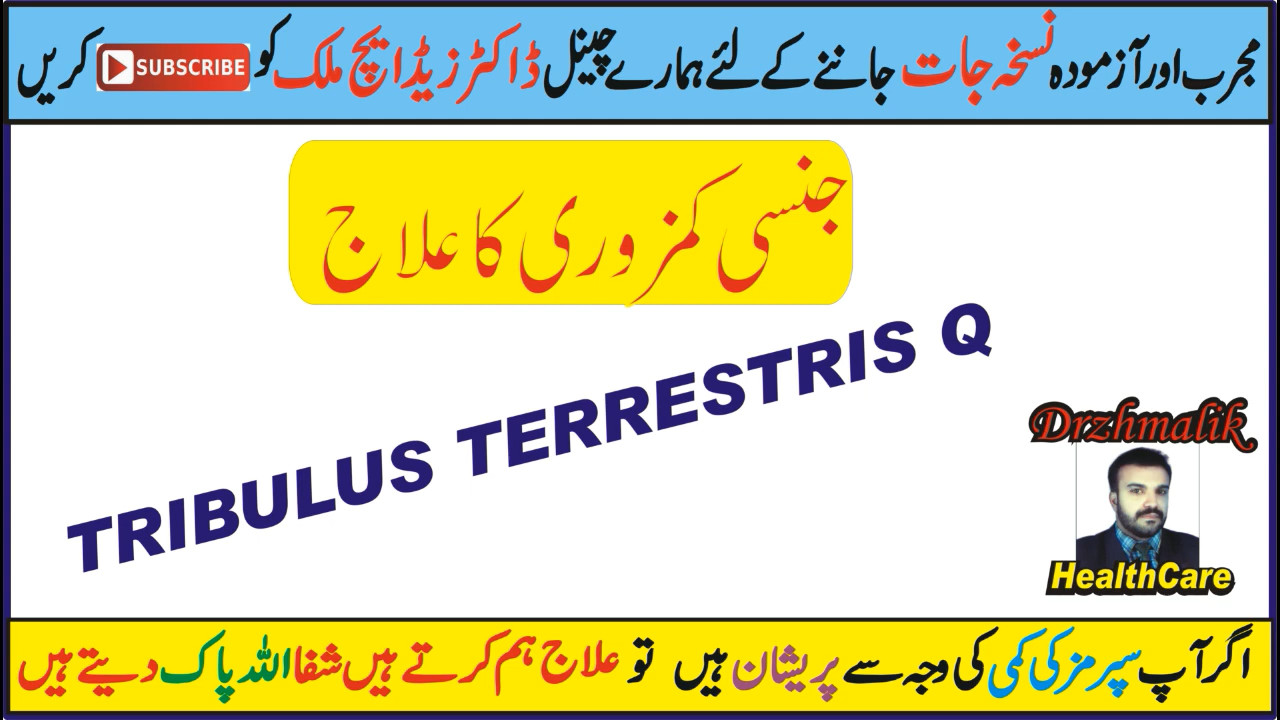 مجرب اور آزمودہ نسخہ جات جاننے کے لئے ہمارے چینل ڈاکٹر زیڈ ایچ ملک کو SUBSCRIBE کریں
جنسی کمزوری کا علاج
TRIBULUS TERRESTRIS Q
Drzhmalik
HealthCare
اگر آپ سپرمز کی کمی کی وجہ سے پریشان ہیں تو علاج ہم کرتے ہیں شفا اللہ پاک دیتے ہیں